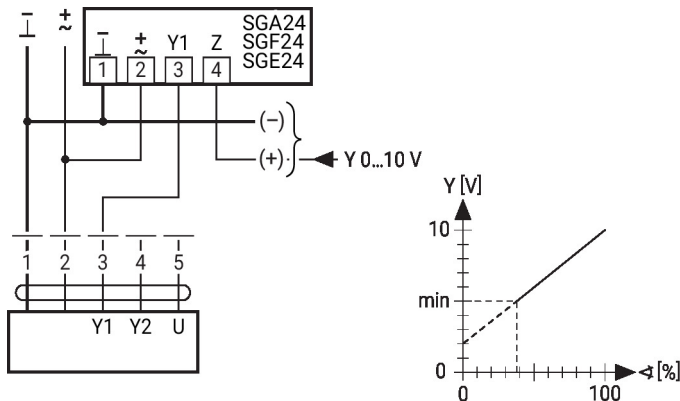 ⊥ ~
SGA24
SGF24
SGE24
⊥ ~ Y1 Z
1 2 3 4
(–)
(+) Y 0...10 V
1 2 3 4 5
Y1 Y2 U
Y [V]
10
min
0
0 100
∢ [%]